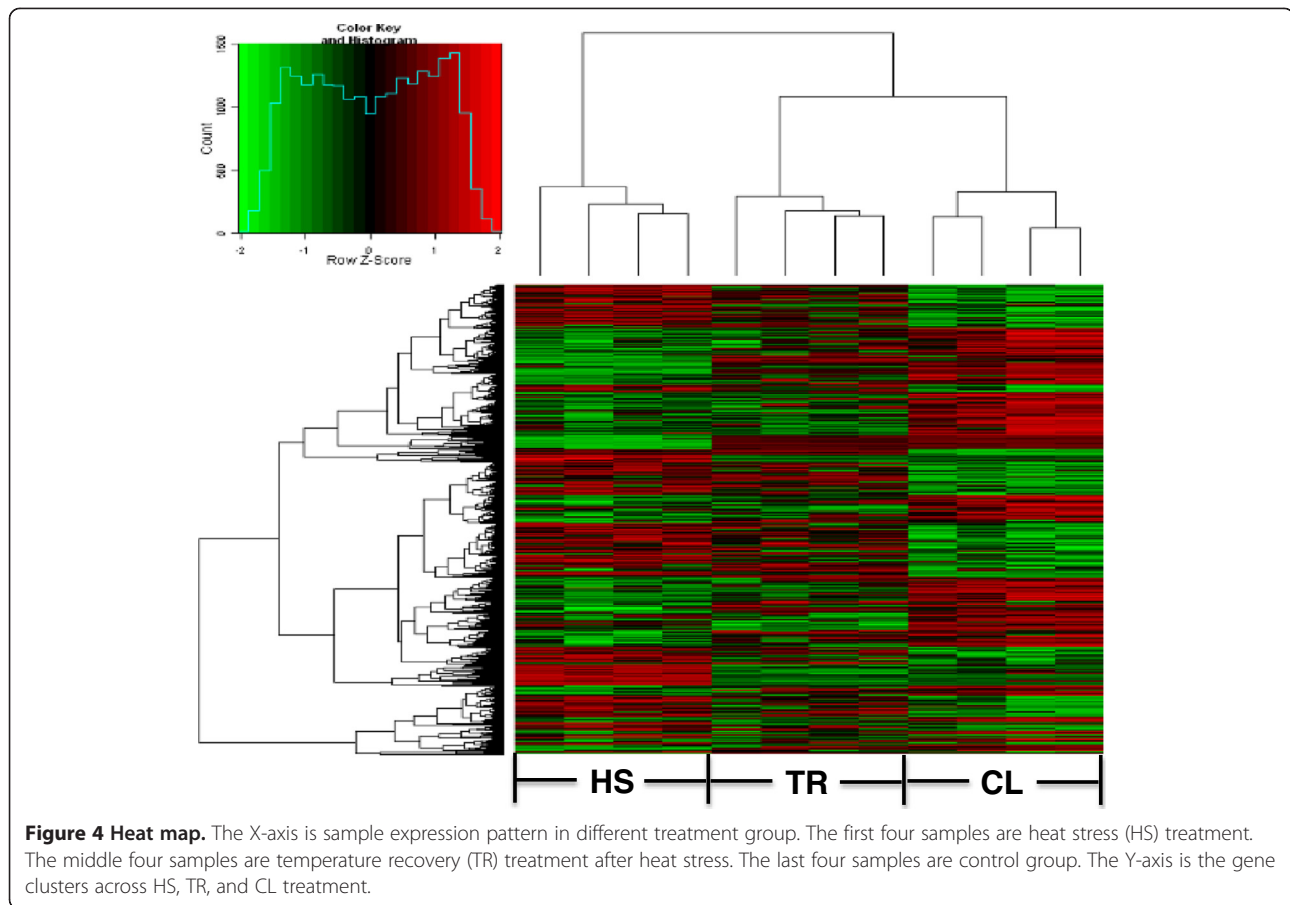 Color Key
and Histogram
Count
0
500
1000
1500
-2
-1
0
1
2
Row Z-Score
HS
TR
CL
Figure 4 Heat map. The X-axis is sample expression pattern in different treatment group. The first four samples are heat stress (HS) treatment.
The middle four samples are temperature recovery (TR) treatment after heat stress. The last four samples are control group. The Y-axis is the gene
clusters across HS, TR, and CL treatment.